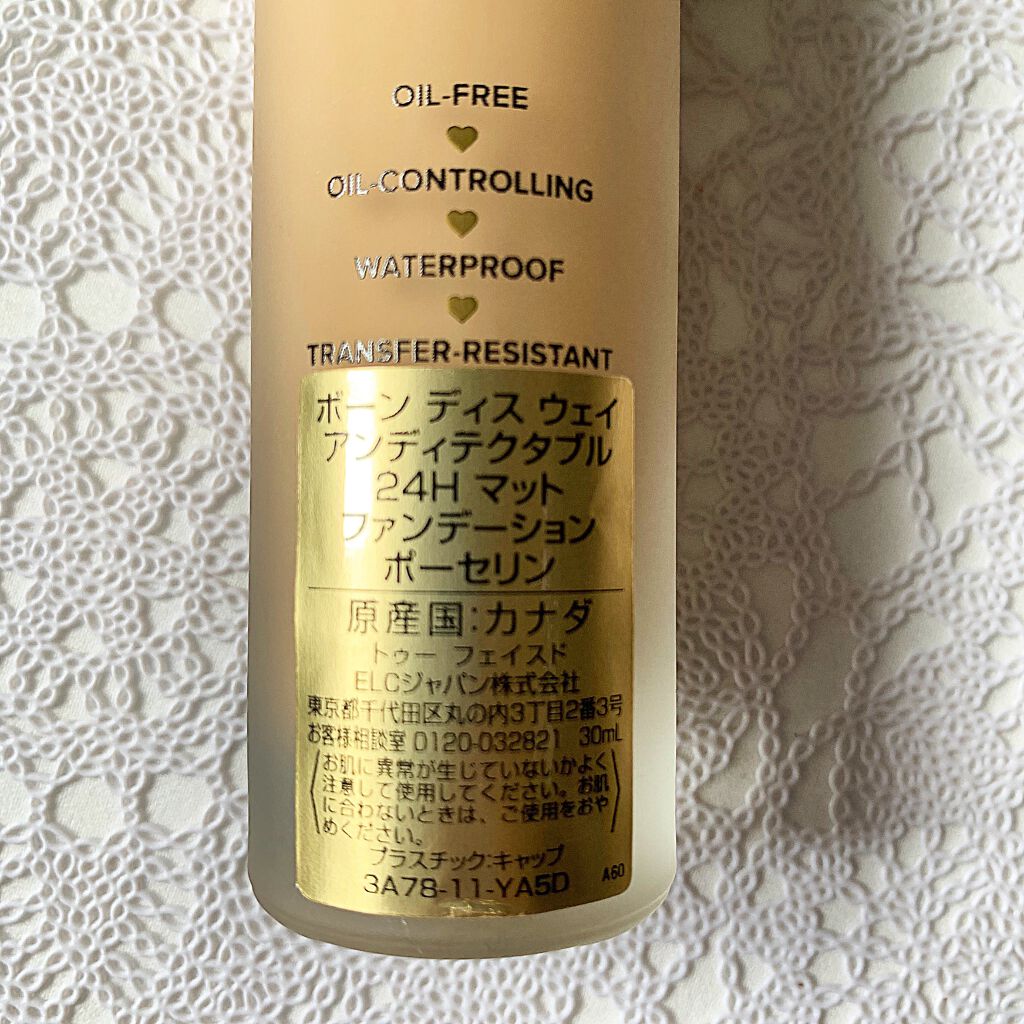 OIL-FREE
OIL-CONTROLLING
WATERPROOF
TRANSFER-RESISTANT
ボーン ディス ウェイ
アンディテクタブル
24H マット
ファンデーション
ポーセリン
原産国:カナダ
トゥー フェイスド
ELCジャパン株式会社
東京都千代田区丸の内3丁目2番3号
お客様相談室 0120-032821 30mL
お肌に異常が生じていないかよく
注意して使用してください。お肌
に合わないときは、ご使用をおや
めください。
プラスチック:キャップ
3A78-11-YA5D A60